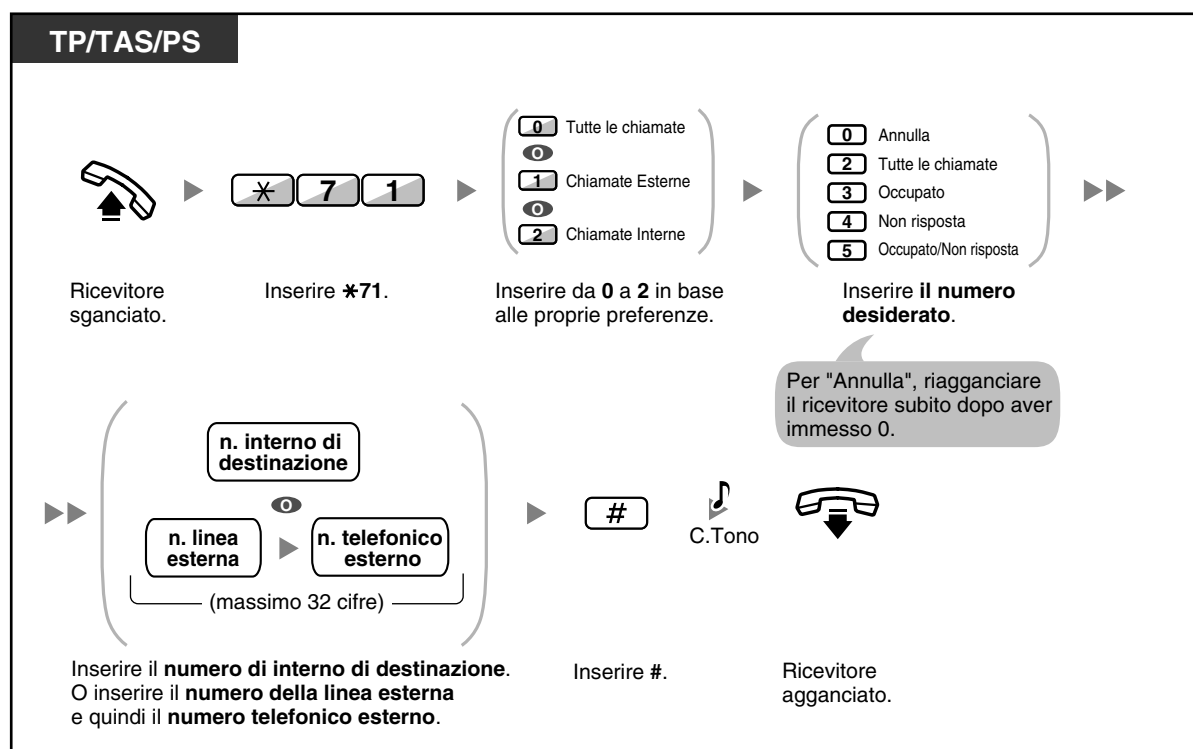 TP/TAS/PS
0 Tutte le chiamate
O
1 Chiamate Esterne
O
2 Chiamate Interne
0 Annulla
2 Tutte le chiamate
3 Occupato
4 Non risposta
5 Occupato/Non risposta
* 7 1
Ricevitore
sganciato.
Inserire *71.
Inserire da 0 a 2 in base
alle proprie preferenze.
Inserire il numero
desiderato.
Per "Annulla", riagganciare
il ricevitore subito dopo aver
immesso 0.
n. interno di
destinazione
O
n. linea
esterna
n. telefonico
esterno
(massimo 32 cifre)
#
C.Tono
Inserire il numero di interno di destinazione.
O inserire il numero della linea esterna
e quindi il numero telefonico esterno.
Inserire #.
Ricevitore
agganciato.